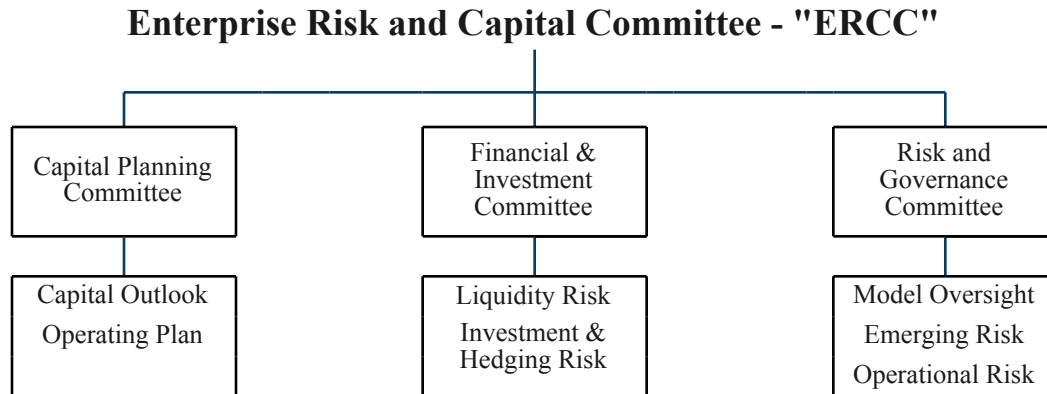 Enterprise Risk and Capital Committee - "ERCC"
Capital Planning
Committee
Financial &
Investment
Committee
Risk and
Governance
Committee
Capital Outlook
Operating Plan
Liquidity Risk
Investment &
Hedging Risk
Model Oversight
Emerging Risk
Operational Risk